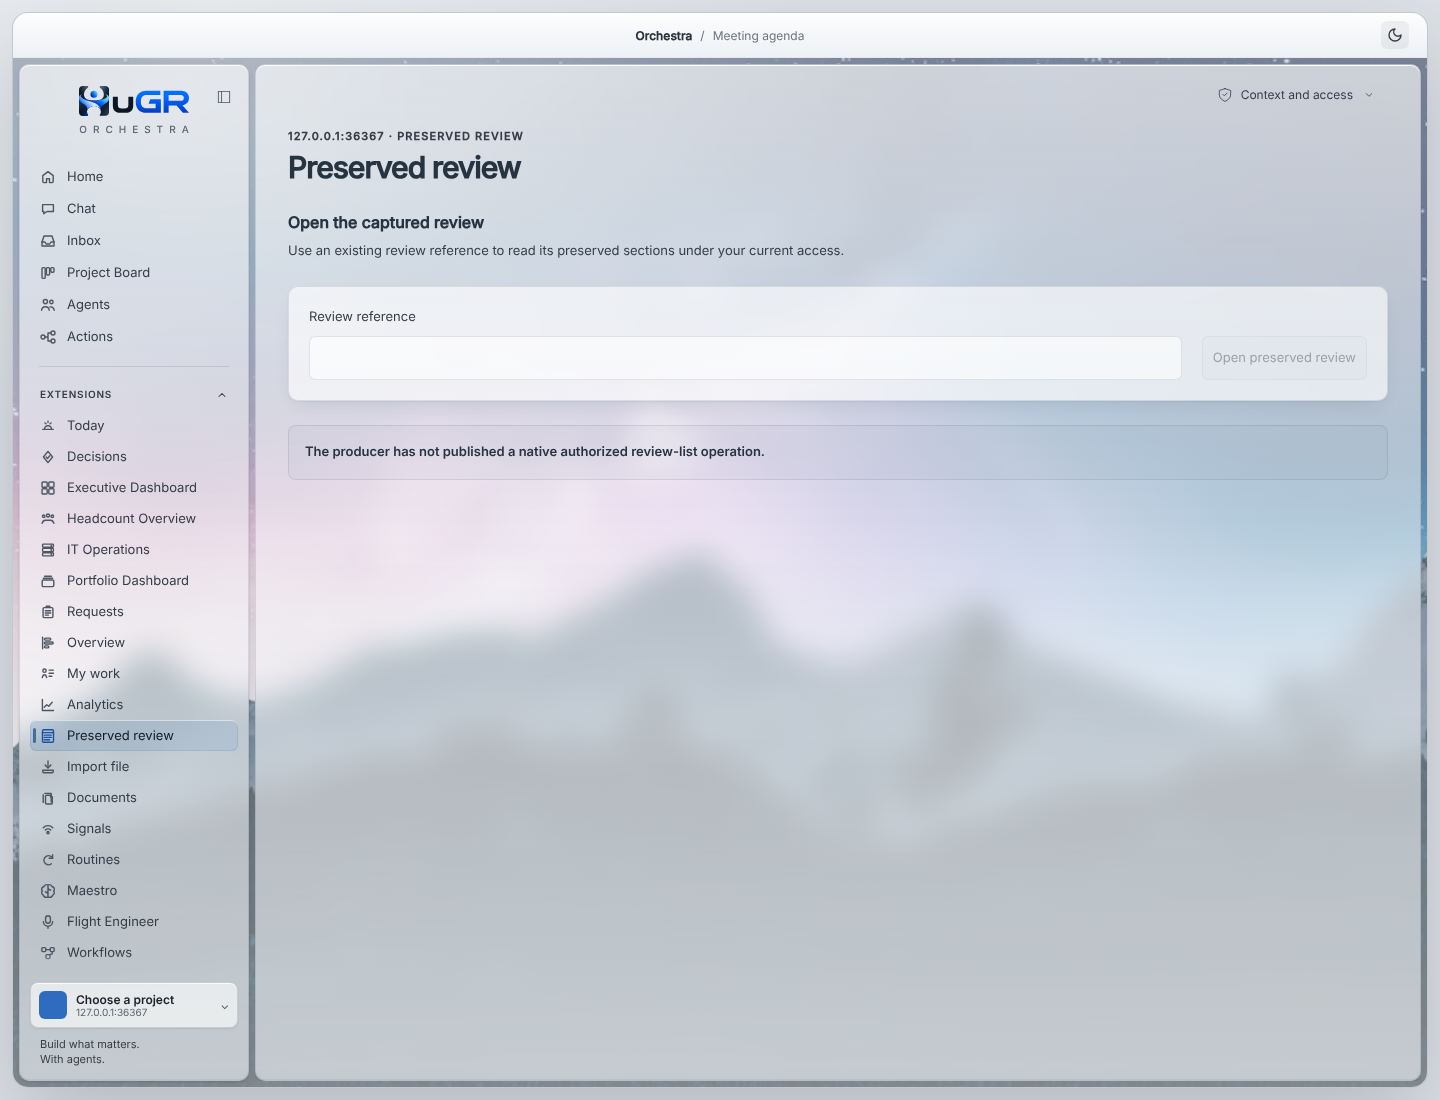 Orchestra / Meeting agenda
HuGR
ORCHESTRA
Home
Chat
Inbox
Project Board
Agents
Actions
EXTENSIONS
Today
Decisions
Executive Dashboard
Headcount Overview
IT Operations
Portfolio Dashboard
Requests
Overview
My work
Analytics
Preserved review
Import file
Documents
Signals
Routines
Maestro
Flight Engineer
Workflows
Choose a project
127.0.0.1:36367
Build what matters.
With agents.
Context and access
127.0.0.1:36367 · PRESERVED REVIEW
Preserved review
Open the captured review
Use an existing review reference to read its preserved sections under your current access.
Review reference
Open preserved review
The producer has not published a native authorized review-list operation.